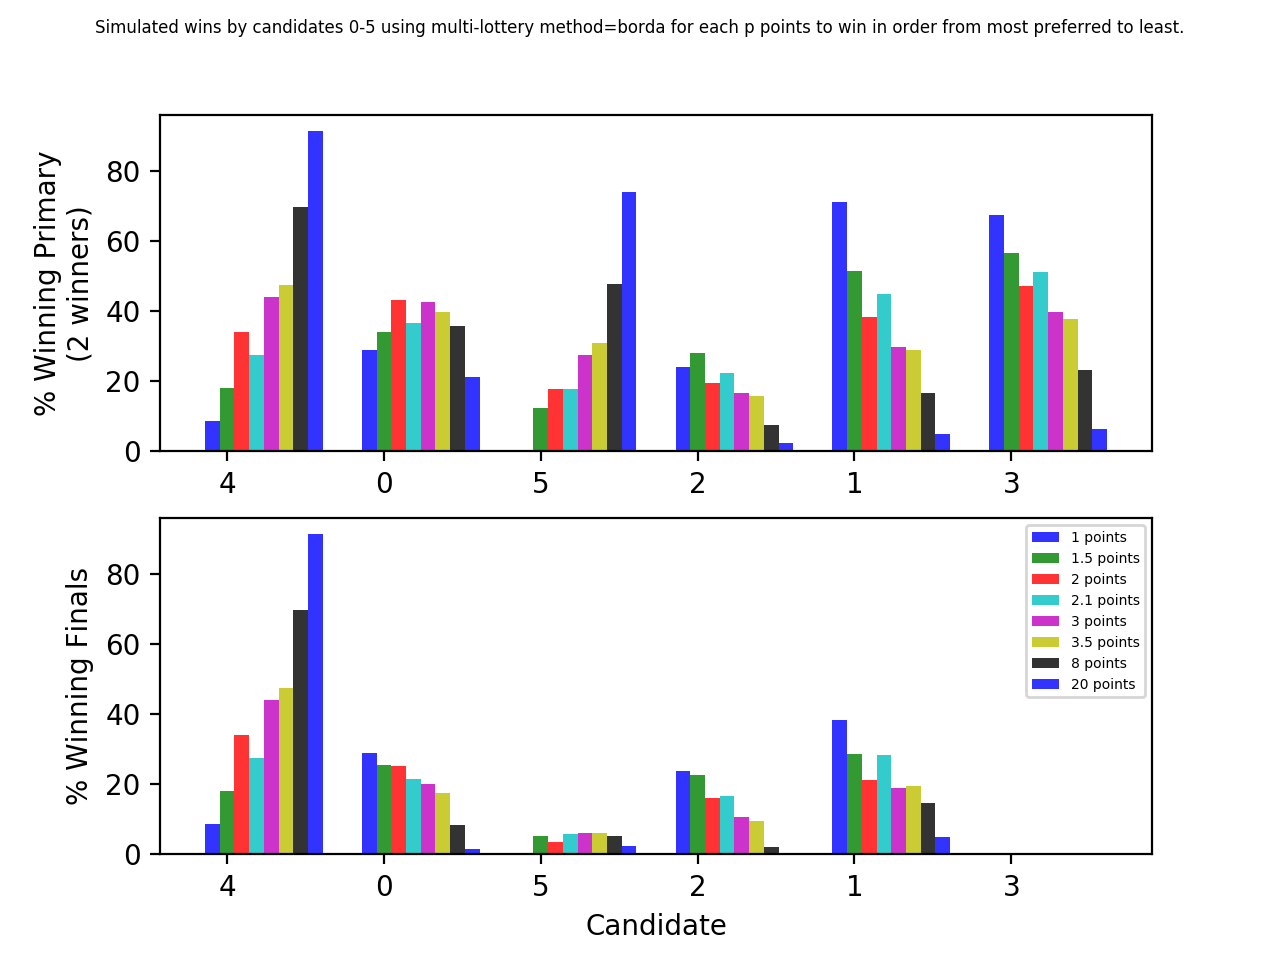 Simulated wins by candidates 0-5 using multi-lottery method=borda for each p points to win in order from most preferred to least.
% Winning Primary
(2 winners)
80
60
40
20
0
4 0 5 2 1 3
% Winning Finals
80
60
40
20
0
1 points
1.5 points
2 points
2.1 points
3 points
3.5 points
8 points
20 points
4 0 5 2 1 3
Candidate